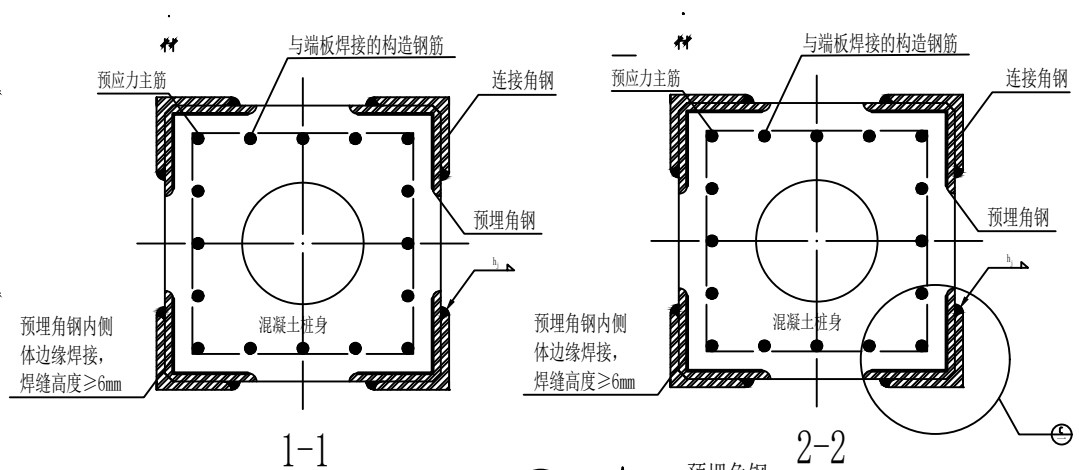 与端板焊接的构造钢筋
预应力主筋
连接角钢
预埋角钢
混凝土桩身
预埋角钢内侧
体边缘焊接，
焊缝高度≥6mm
1-1
与端板焊接的构造钢筋
预应力主筋
连接角钢
预埋角钢
混凝土桩身
预埋角钢内侧
体边缘焊接，
焊缝高度≥6mm
C
2-2
预埋角钢